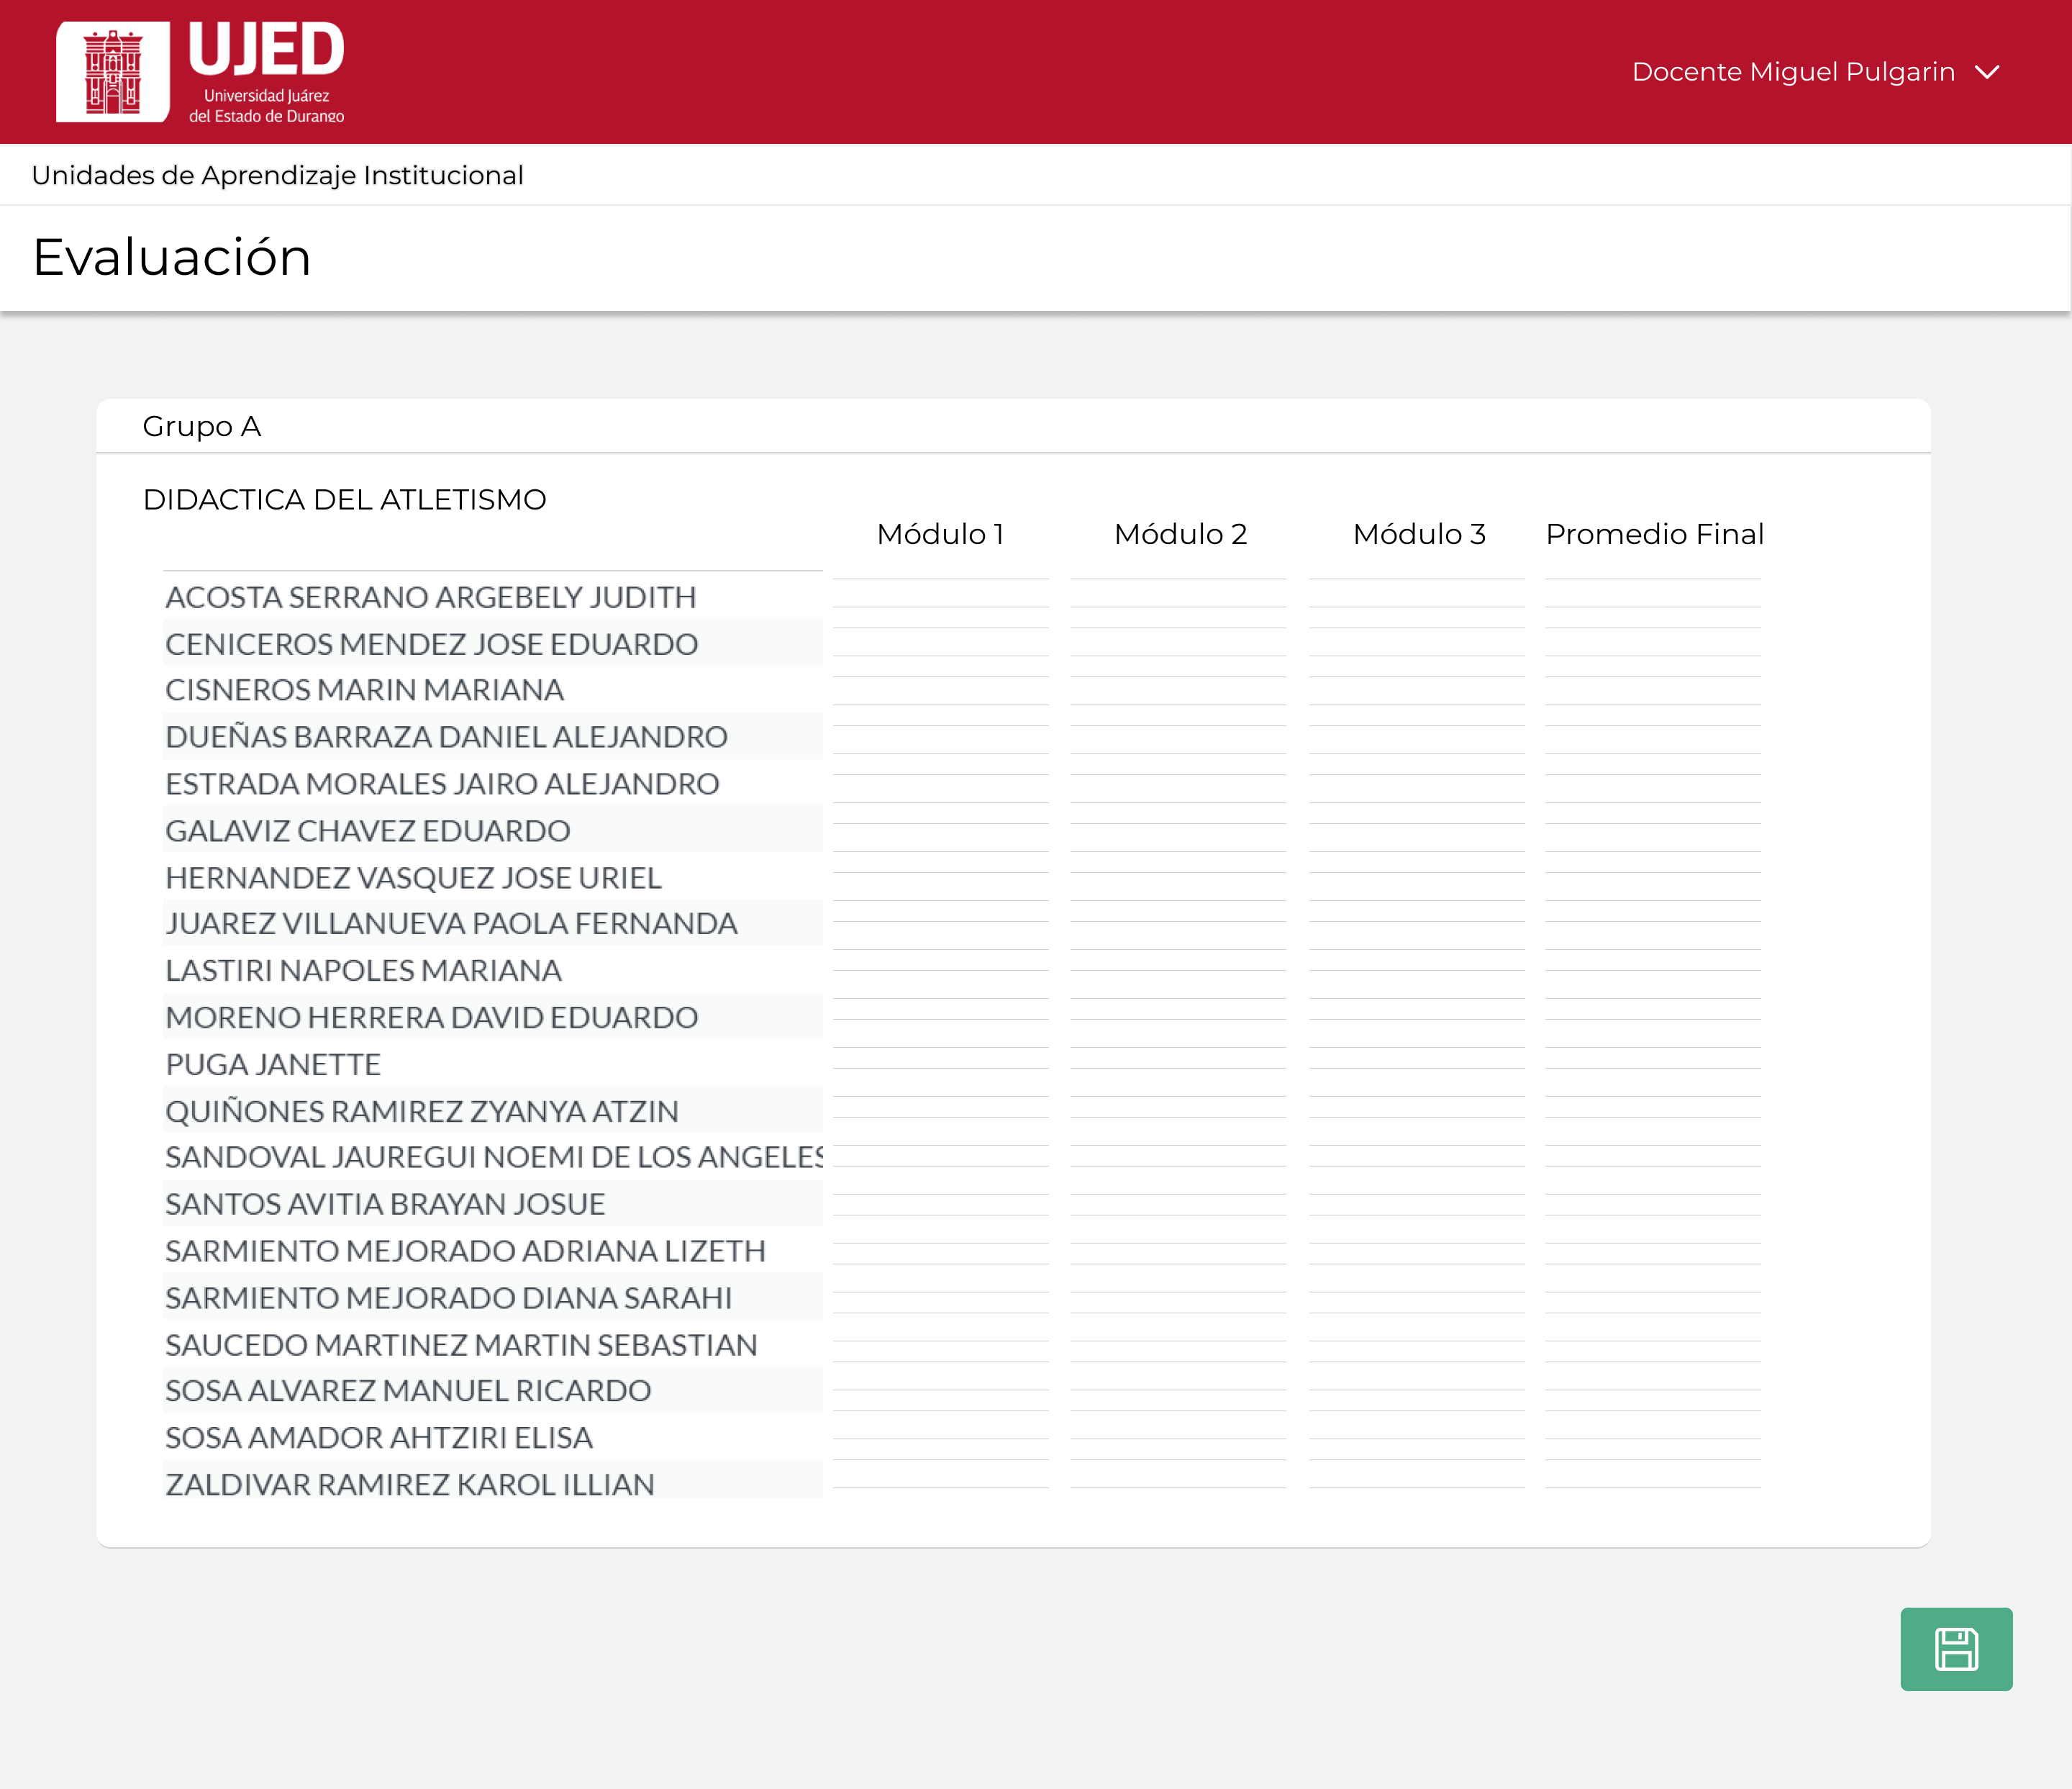 UJED
Universidad Juárez
del Estado de Durango
Docente Miguel Pulgarin
Unidades de Aprendizaje Institucional
Evaluación
Grupo A
DIDACTICA DEL ATLETISMO
Módulo 1 Módulo 2 Módulo 3 Promedio Final
ACOSTA SERRANO ARGEBELY JUDITH
CENICEROS MENDEZ JOSE EDUARDO
CISNEROS MARIN MARIANA
DUEÑAS BARRAZA DANIEL ALEJANDRO
ESTRADA MORALES JAIRO ALEJANDRO
GALAVIZ CHAVEZ EDUARDO
HERNANDEZ VASQUEZ JOSE URIEL
JUAREZ VILLANUEVA PAOLA FERNANDA
LASTIRI NAPOLES MARIANA
MORENO HERRERA DAVID EDUARDO
PUGA JANETTE
QUIÑONES RAMIREZ ZYANYA ATZIN
SANDOVAL JAUREGUI NOEMI DE LOS ANGELES
SANTOS AVITIA BRAYAN JOSUE
SARMIENTO MEJORADO ADRIANA LIZETH
SARMIENTO MEJORADO DIANA SARAHI
SAUCEDO MARTINEZ MARTIN SEBASTIAN
SOSA ALVAREZ MANUEL RICARDO
SOSA AMADOR AHTZIRI ELISA
ZALDIVAR RAMIREZ KAROL ILLIAN